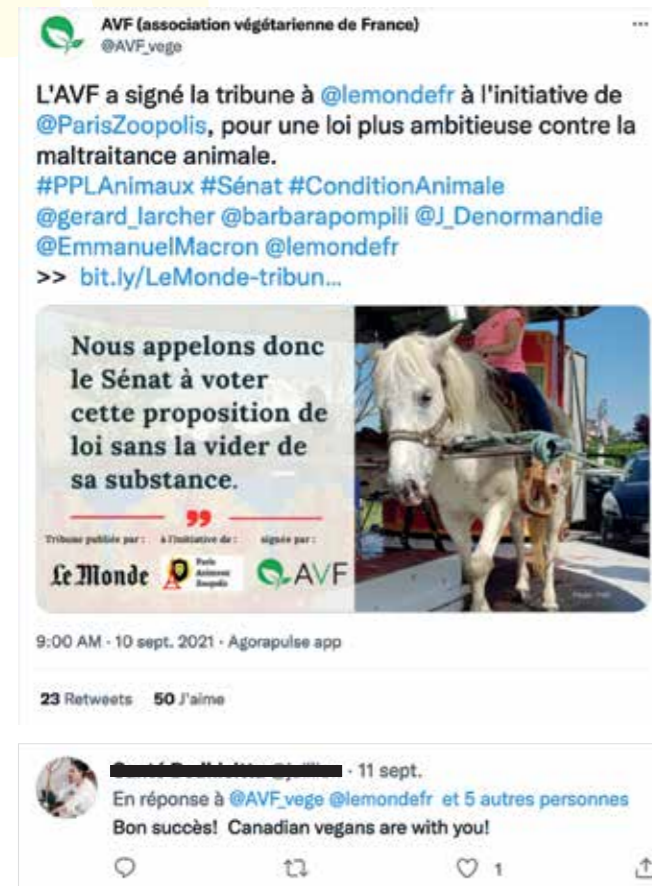 AVF (association végétarienne de France)
@AVF_vege
L'AVF a signé la tribune à @lemondefr à l'initiative de
@ParisZoopolis, pour une loi plus ambitieuse contre la
maltraitance animale.
#PPLAnimaux #Sénat #ConditionAnimale
@gerard_larcher @barbarapompili @J_Denormandie
@EmmanuelMacron @lemondefr
>> bit.ly/LeMonde-tribun...
Nous appelons donc
le Sénat à voter
cette proposition de
loi sans la vider de
sa substance.
Tribune publiée par : à l'initiative de : signée par :
Le Monde Paris Animaux Zoopolis AVF
9:00 AM · 10 sept. 2021 · Agorapulse app
23 Retweets 50 J'aime
· 11 sept.
En réponse à @AVF_vege @lemondefr et 5 autres personnes
Bon succès! Canadian vegans are with you!
1